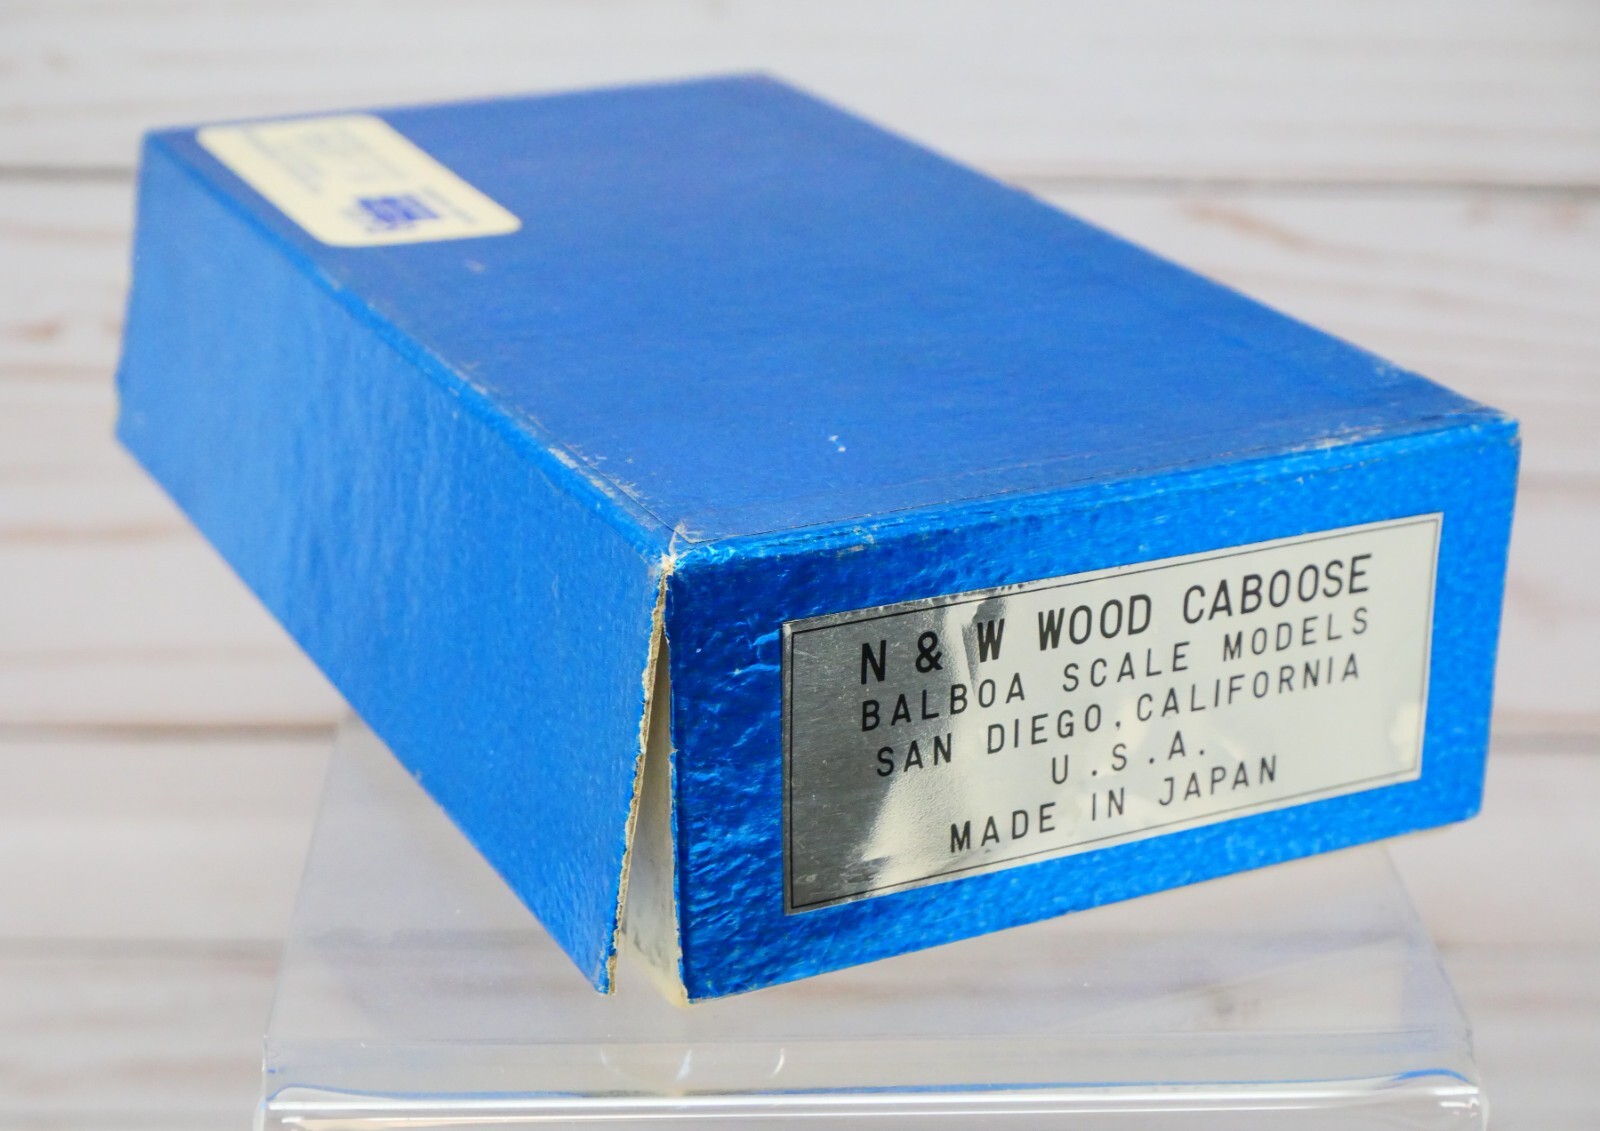 N & W WOOD CABOOSE
BALBOA SCALE MODELS
SAN DIEGO, CALIFORNIA
U.S.A.
MADE IN JAPAN